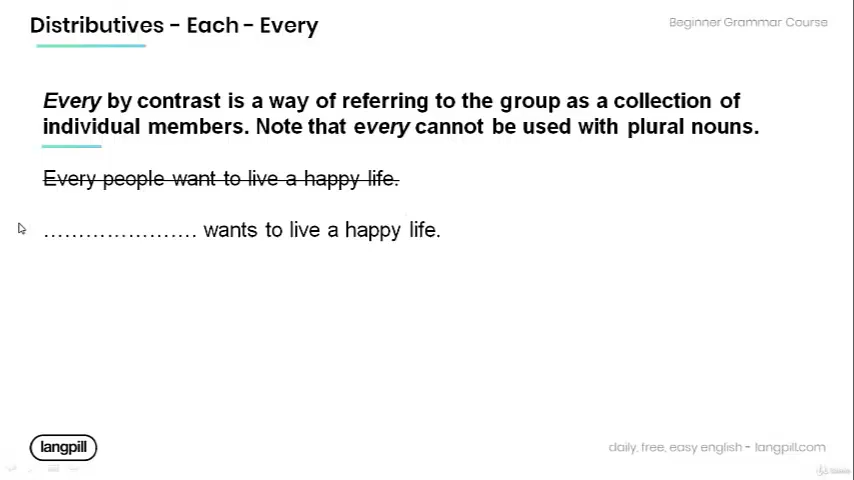 Distributives - Each - Every
Beginner Grammar Course
Every by contrast is a way of referring to the group as a collection of
individual members. Note that every cannot be used with plural nouns.
Every people want to live a happy life.
...................... wants to live a happy life.
langpill
daily, free, easy english - langpill.com